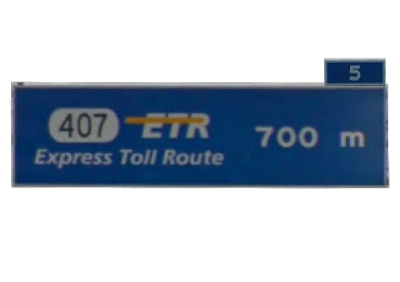 5
407 ETR 700 m
Express Toll Route